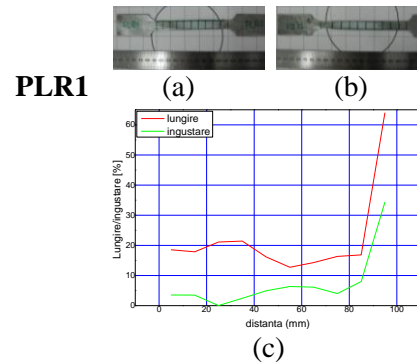 PLR1
(a) (b)
lungire
ingustare
Lungire/ingustare [%]
60
50
40
30
20
10
0
0 20 40 60 80 100
distanta (mm)
(c)